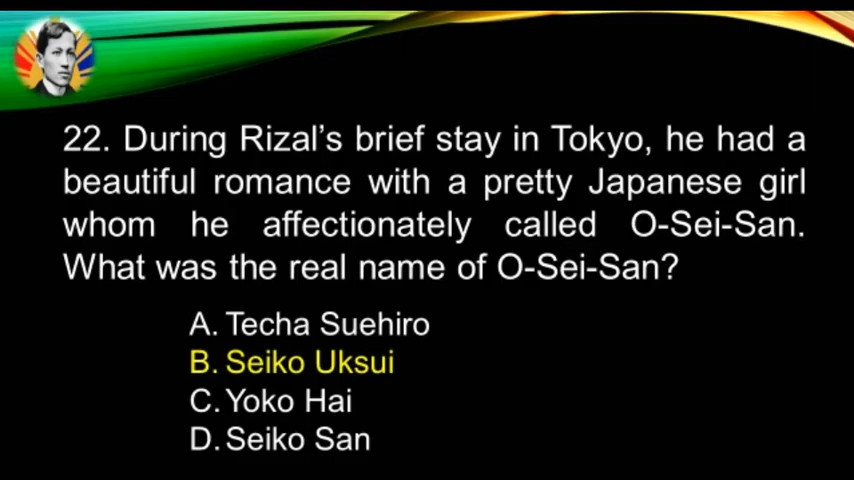 22. During Rizal’s brief stay in Tokyo, he had a
beautiful romance with a pretty Japanese girl
whom he affectionately called O-Sei-San.
What was the real name of O-Sei-San?
A. Techa Suehiro
B. Seiko Uksui
C. Yoko Hai
D. Seiko San